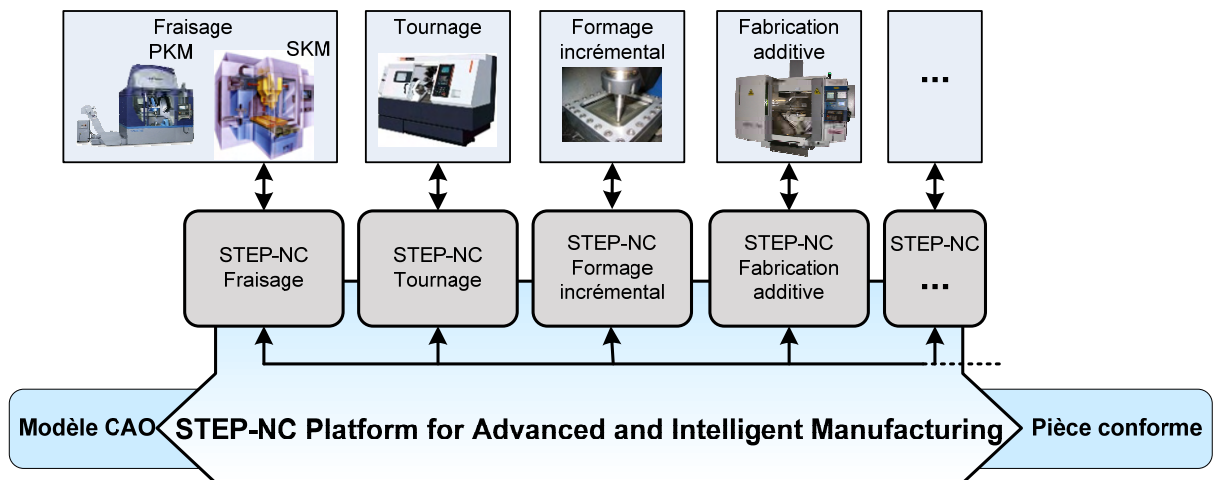 Fraisage
PKM
SKM
Tournage
Formage
incrémental
Fabrication
additive
...
STEP-NC
Fraisage
STEP-NC
Tournage
STEP-NC
Formage
incrémental
STEP-NC
Fabrication
additive
STEP-NC
...
Modèle CAO
STEP-NC Platform for Advanced and Intelligent Manufacturing
Pièce conforme